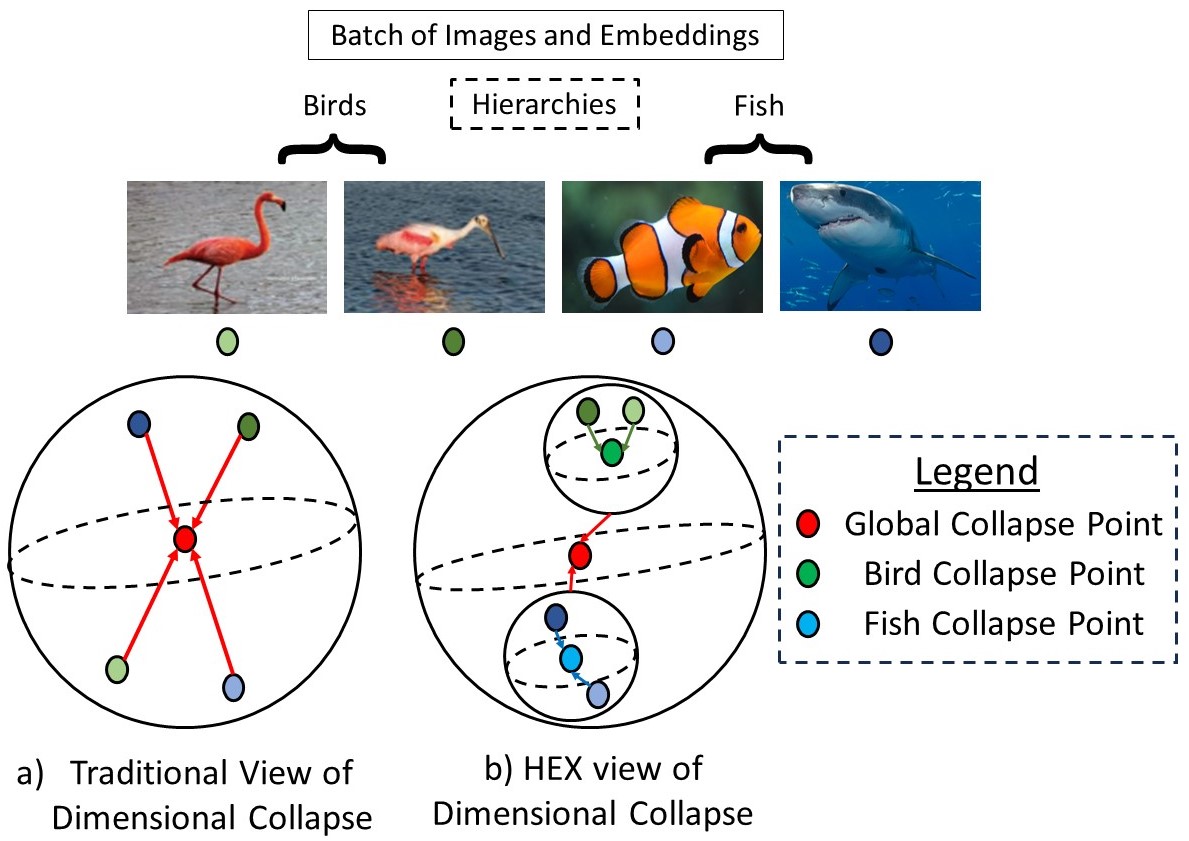 Batch of Images and Embeddings
Birds
Hierarchies
Fish
Legend
Global Collapse Point
Bird Collapse Point
Fish Collapse Point
a) Traditional View of
Dimensional Collapse
b) HEX view of
Dimensional Collapse